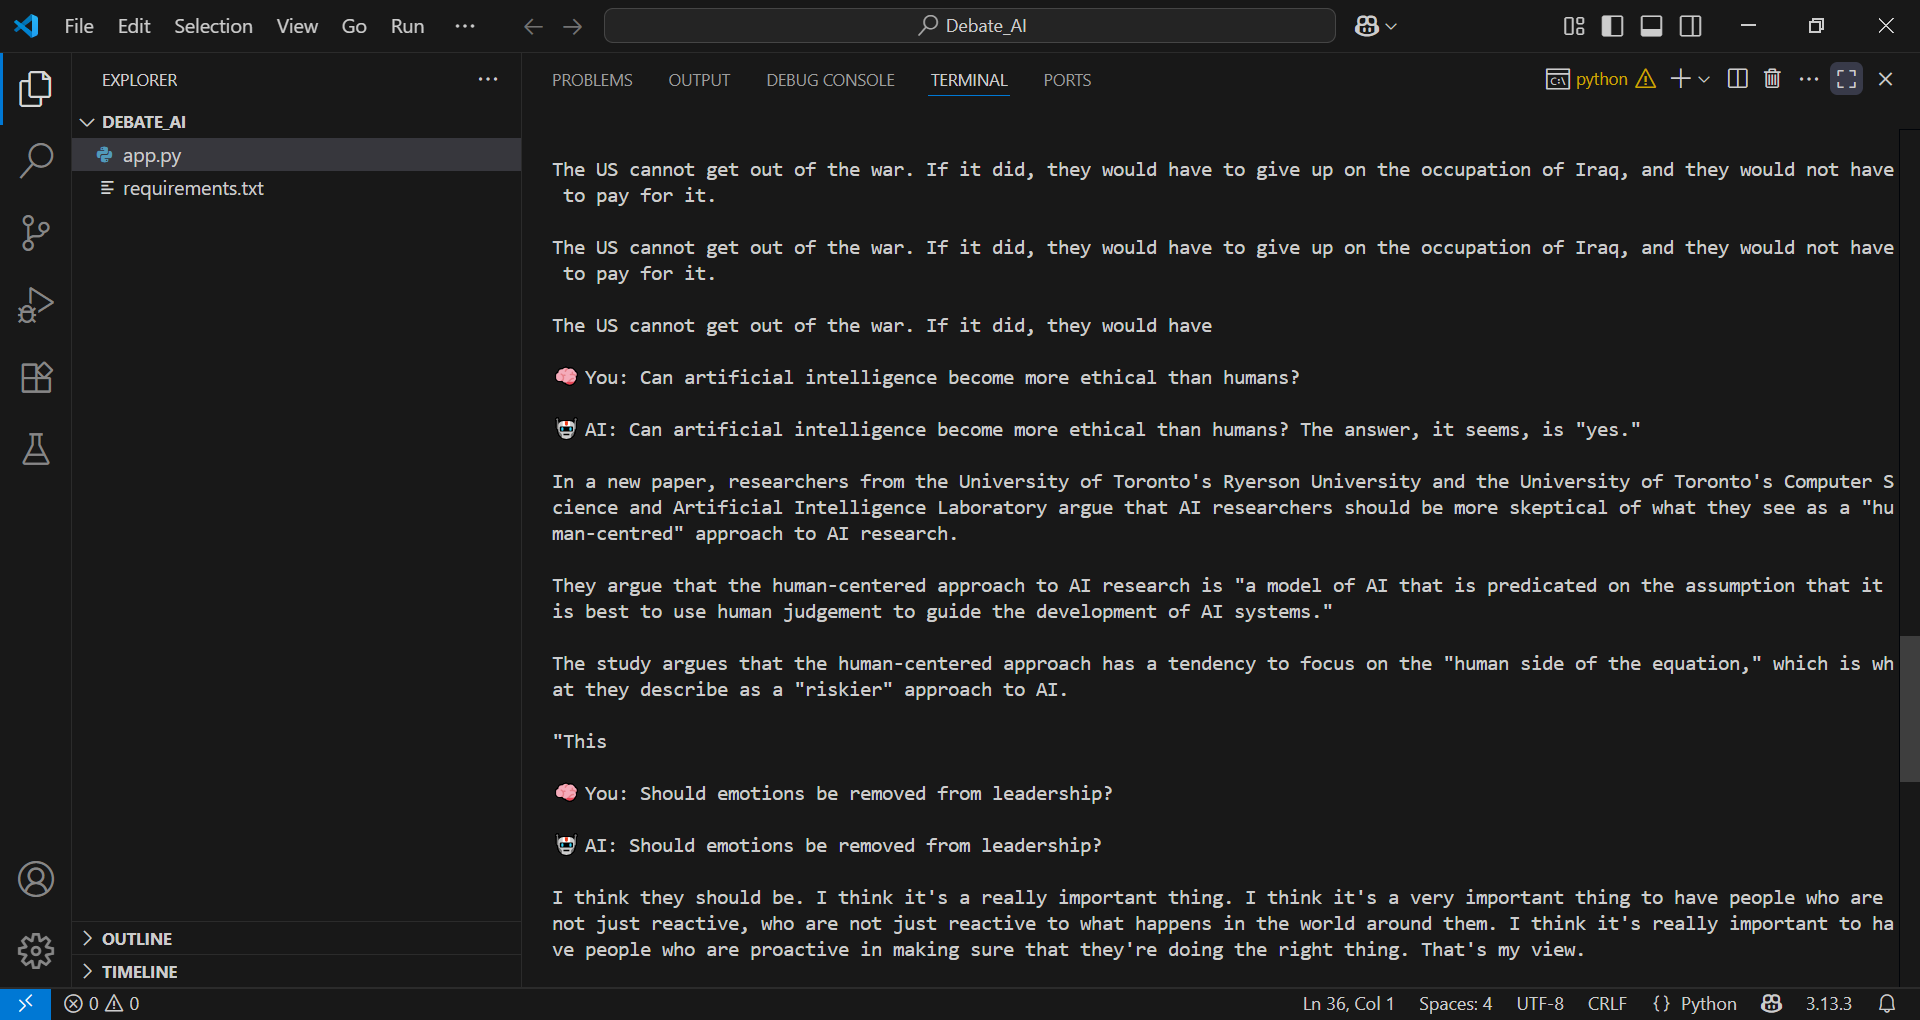 File Edit Selection View Go Run ··· Debate_AI
EXPLORER ···
DEBATE_AI
app.py
requirements.txt
OUTLINE
TIMELINE
PROBLEMS OUTPUT DEBUG CONSOLE TERMINAL PORTS python ···
The US cannot get out of the war. If it did, they would have to give up on the occupation of Iraq, and they would not have
to pay for it.
The US cannot get out of the war. If it did, they would have to give up on the occupation of Iraq, and they would not have
to pay for it.
The US cannot get out of the war. If it did, they would have
🧠 You: Can artificial intelligence become more ethical than humans?
🤖 AI: Can artificial intelligence become more ethical than humans? The answer, it seems, is "yes."
In a new paper, researchers from the University of Toronto's Ryerson University and the University of Toronto's Computer S
cience and Artificial Intelligence Laboratory argue that AI researchers should be more skeptical of what they see as a "hu
man-centred" approach to AI research.
They argue that the human-centered approach to AI research is "a model of AI that is predicated on the assumption that it
is best to use human judgement to guide the development of AI systems."
The study argues that the human-centered approach has a tendency to focus on the "human side of the equation," which is wh
at they describe as a "riskier" approach to AI.
"This
🧠 You: Should emotions be removed from leadership?
🤖 AI: Should emotions be removed from leadership?
I think they should be. I think it's a really important thing. I think it's a very important thing to have people who are
not just reactive, who are not just reactive to what happens in the world around them. I think it's really important to ha
ve people who are proactive in making sure that they're doing the right thing. That's my view.
0 0 Ln 36, Col 1 Spaces: 4 UTF-8 CRLF {} Python 3.13.3